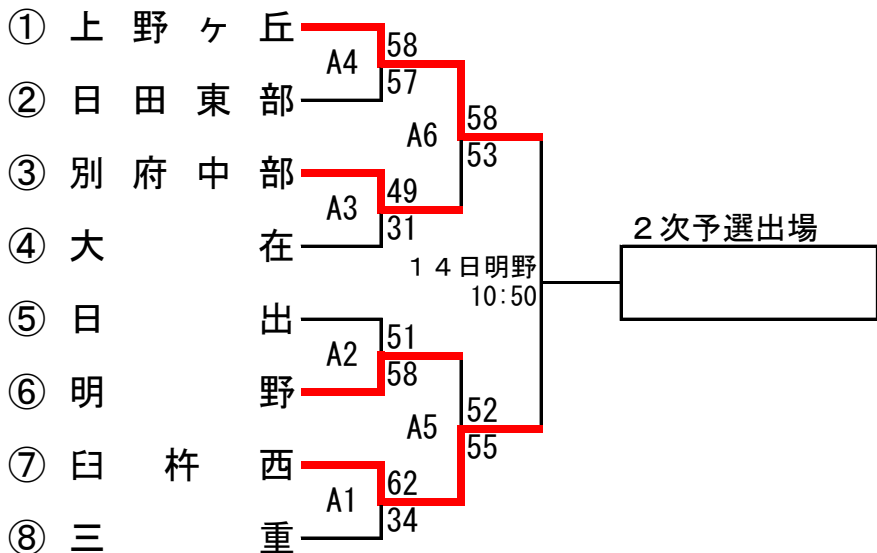 ① 上野ヶ丘
58
A4
57
② 日田東部
58
A6
53
③ 別府中部
49
A3
31
④ 大在
２次予選出場
１４日明野
10:50
⑤ 日出
51
A2
58
⑥ 明野
52
A5
55
⑦ 臼杵西
62
A1
34
⑧ 三重